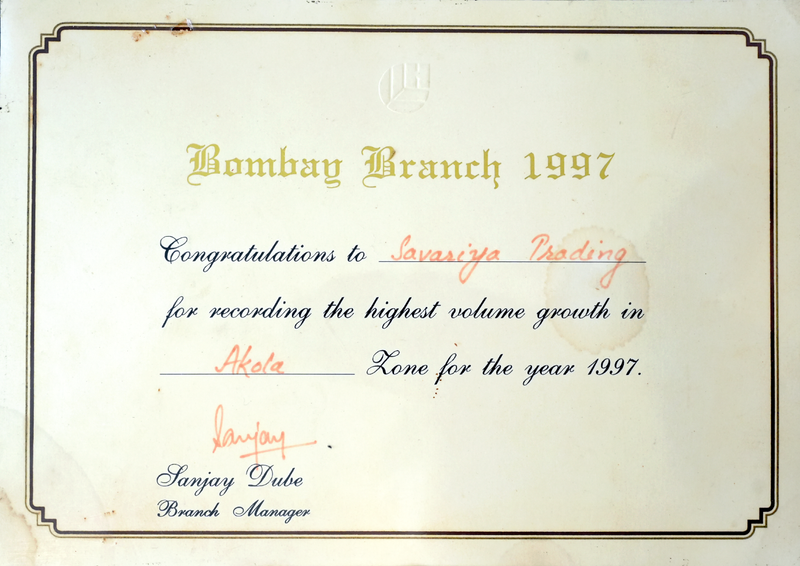 Bombay Branch 1997
Congratulations to Savariya Trading
for recording the highest volume growth in
Akola Zone for the year 1997.
Sanjay
Sanjay Dube
Branch Manager